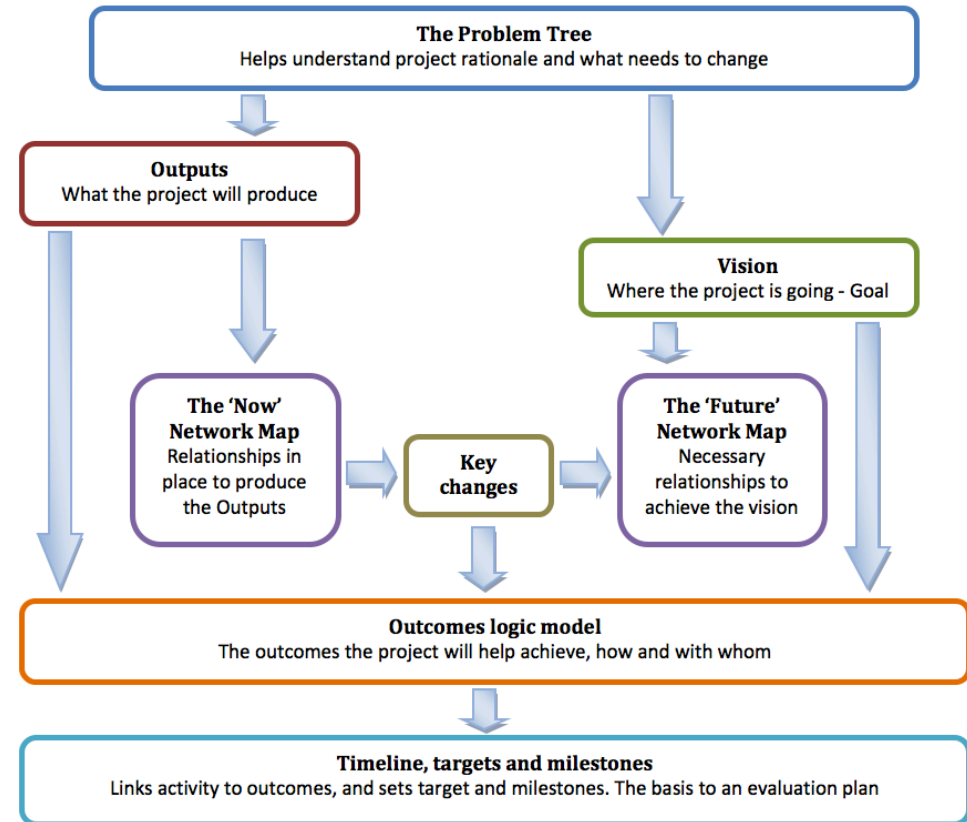 The Problem Tree
Helps understand project rationale and what needs to change
Outputs
What the project will produce
Vision
Where the project is going - Goal
The ‘Now’
Network Map
Relationships in
place to produce
the Outputs
Key
changes
The ‘Future’
Network Map
Necessary
relationships to
achieve the vision
Outcomes logic model
The outcomes the project will help achieve, how and with whom
Timeline, targets and milestones
Links activity to outcomes, and sets target and milestones. The basis to an evaluation plan